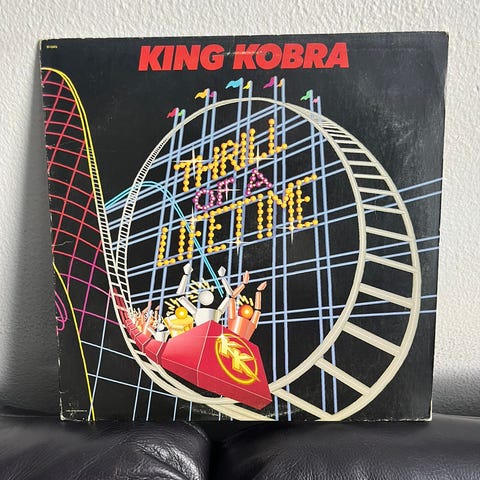 KING KOBRA
THRILL
OF A
LIFETIME
KK